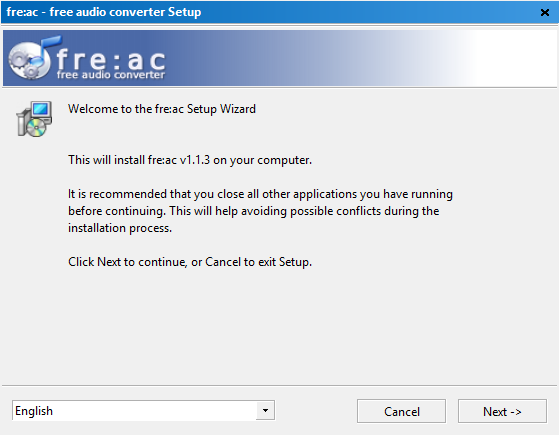 fre:ac - free audio converter Setup
fre:ac
free audio converter
Welcome to the fre:ac Setup Wizard
This will install fre:ac v1.1.3 on your computer.
It is recommended that you close all other applications you have running
before continuing. This will help avoiding possible conflicts during the
installation process.
Click Next to continue, or Cancel to exit Setup.
English
Cancel
Next ->